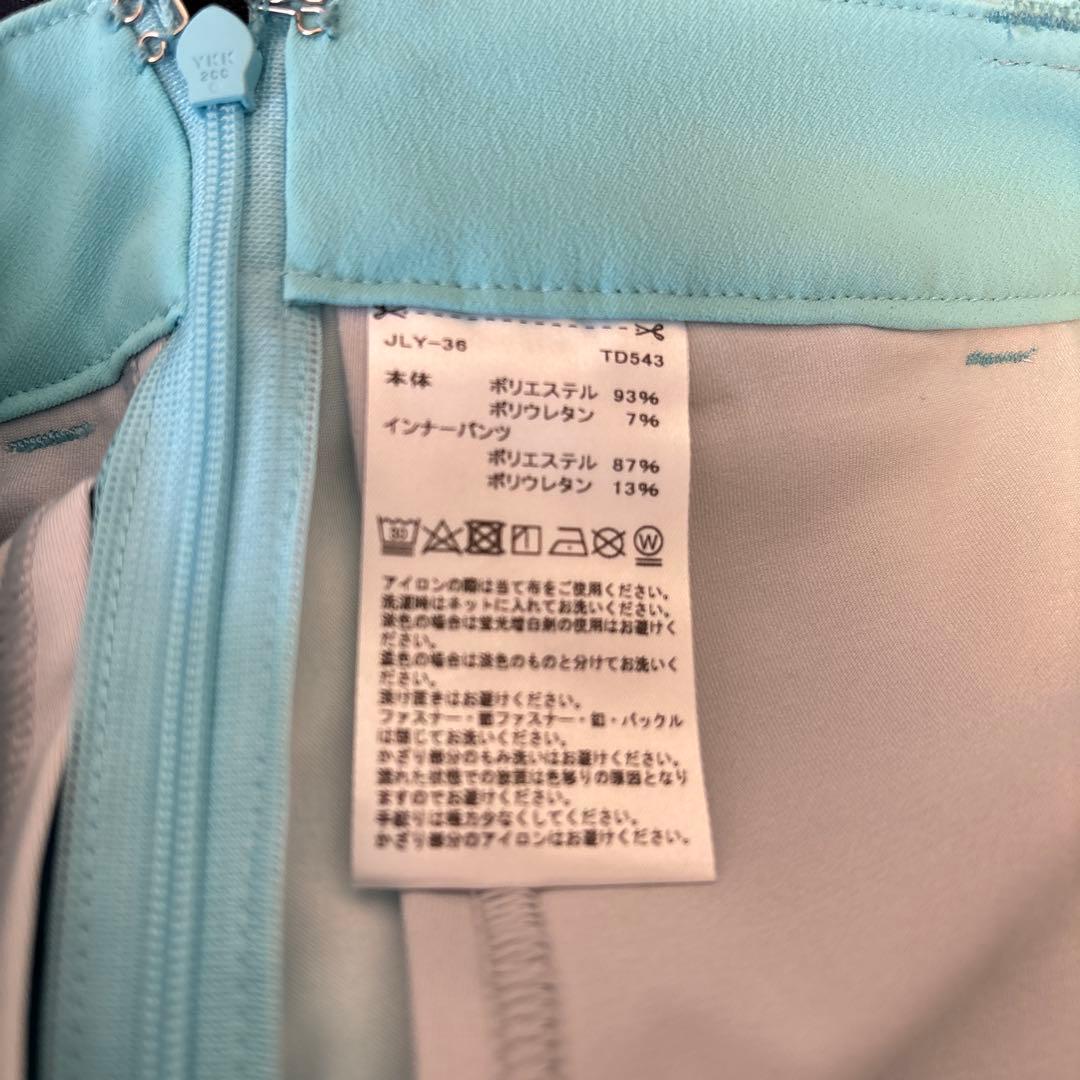 YKK
2CC
JLY-36
TD543
本体 ポリエステル 93%
ポリウレタン 7%
インナーパンツ
ポリエステル 87%
ポリウレタン 13%
30
W
アイロンの際は当て布をご使用ください。
洗濯時はネットに入れてお洗いください。
淡色の場合は蛍光増白剤の使用はお避けく
ださい。
濃色の場合は淡色のものと分けてお洗いく
ださい。
漬け置きはお避けください。
ファスナー・面ファスナー・釦・バックル
は閉じてお洗いください。
かざり部分のもみ洗いはお避けください。
濡れた状態での放置は色移りの原因となり
ますのでお避けください。
手絞りは極力少なくしてください。
かざり部分のアイロンはお避けください。